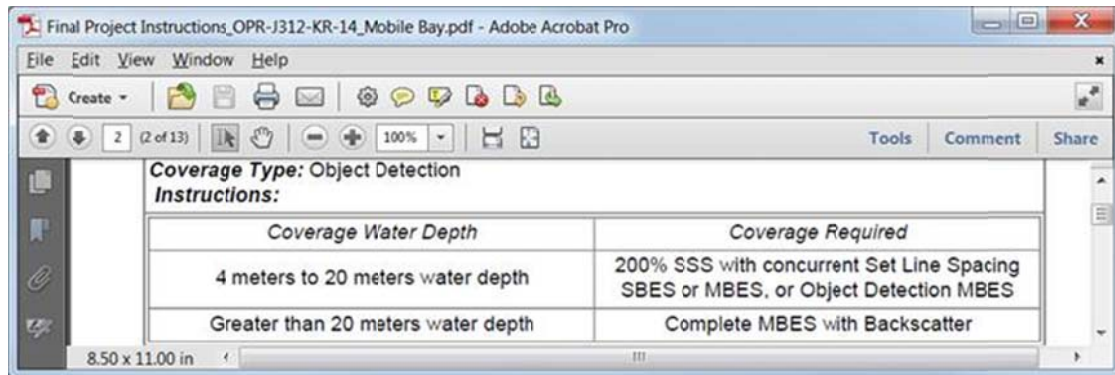 Final Project Instructions_OPR-J312-KR-14_Mobile Bay.pdf - Adobe Acrobat Pro
File Edit View Window Help
Create
2 (2 of 13) 100% Tools Comment Share
Coverage Type: Object Detection
Instructions:
Coverage Water Depth Coverage Required
4 meters to 20 meters water depth 200% SSS with concurrent Set Line Spacing
SBES or MBES, or Object Detection MBES
Greater than 20 meters water depth Complete MBES with Backscatter
8.50 x 11.00 in